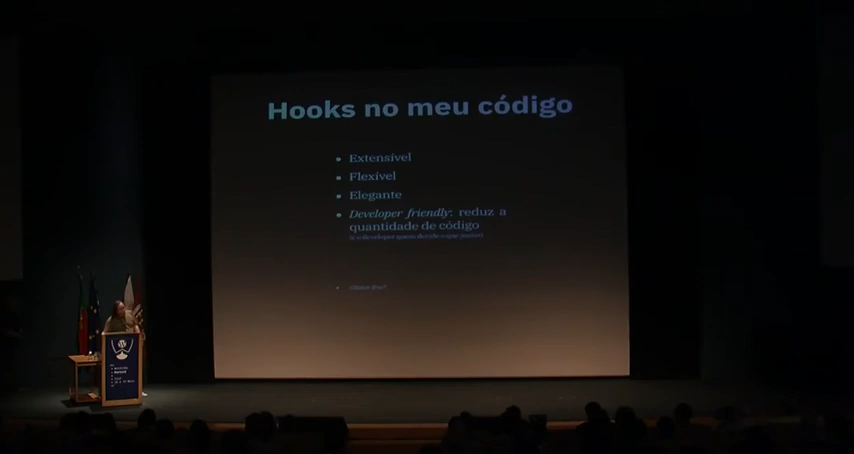 Hooks no meu código
Extensível
Flexível
Elegante
Developer friendly: reduz a
quantidade de código